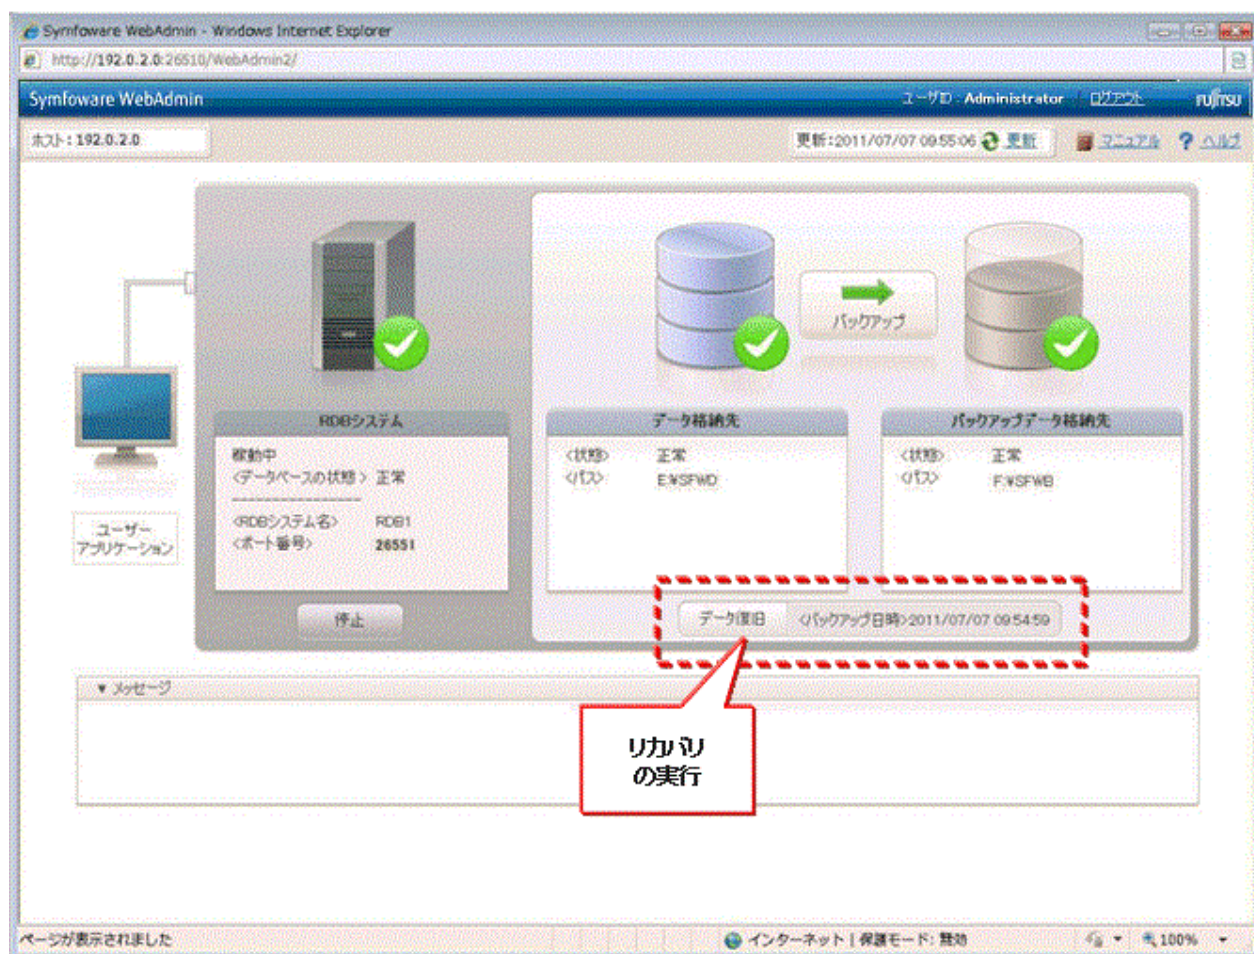 Symfoware WebAdmin - Windows Internet Explorer
http://192.0.2.0:26510/WebAdmin2/
Symfoware WebAdmin
ユーザID : Administrator
ログアウト
FUJITSU
ホスト : 192.0.2.0
更新:2011/07/07 09:55:06 更新
マニュアル
? ヘルプ
バックアップ
RDBシステム
稼動中
<データベースの状態> 正常
----------------
<RDBシステム名> RDB1
<ポート番号> 26551
停止
データ格納先
<状態> 正常
<パス> E:¥SFWD
バックアップデータ格納先
<状態> 正常
<パス> F:¥SFWB
ユーザー
アプリケーション
データ復旧
<バックアップ日時>2011/07/07 09:54:59
▼ メッセージ
リカバリ
の実行
ページが表示されました
インターネット | 保護モード: 無効
100%